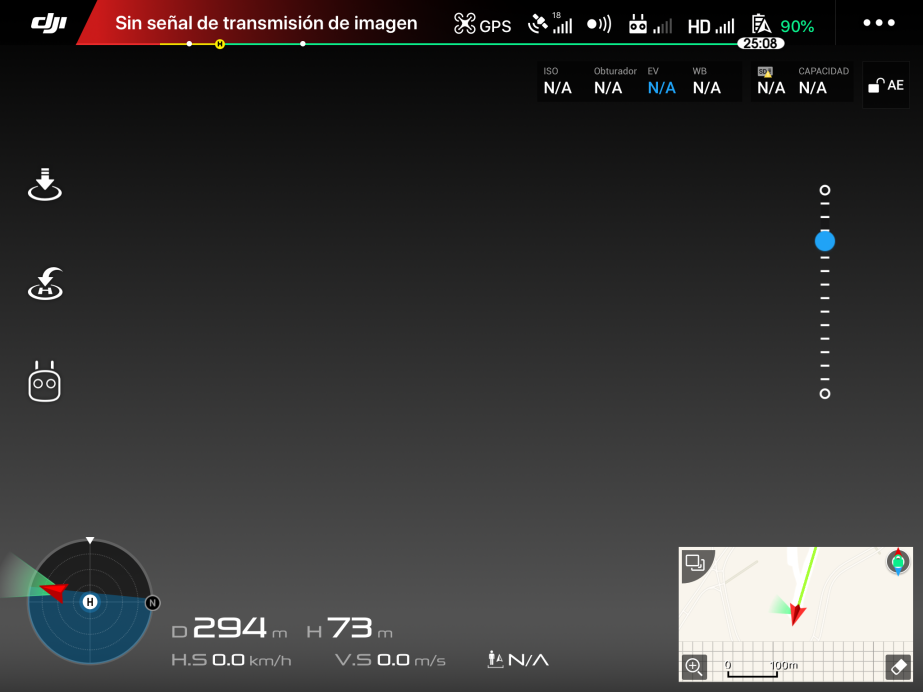 dji Sin señal de transmisión de imagen GPS 18 HD 90%
H 25:08
ISO Obturador EV WB SD CAPACIDAD
N/A N/A N/A N/A N/A N/A AE
H
H N
D 294 m H 73 m
H.S 0.0 km/h V.S 0.0 m/s N/A
0 100m